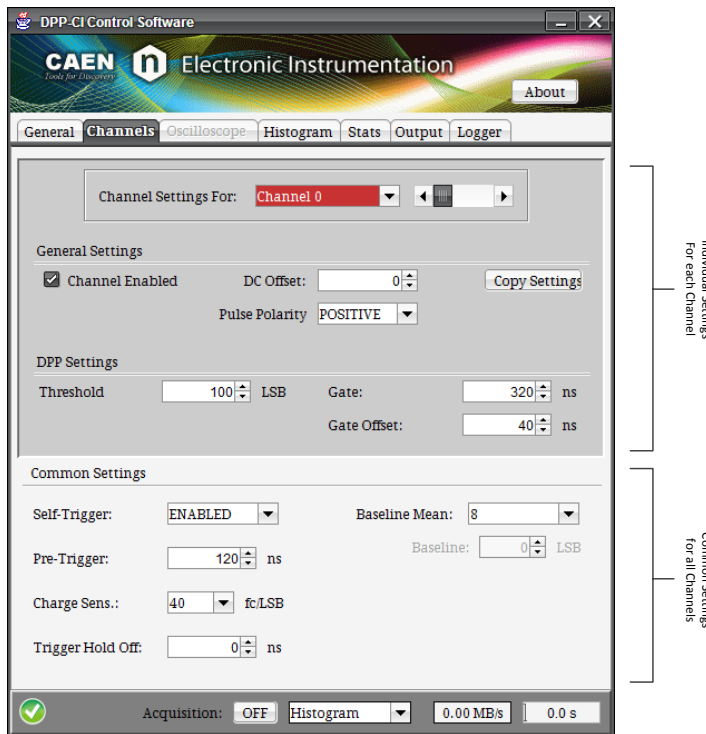 DPP-CI Control Software
CAEN n Electronic Instrumentation
Tools for Discovery
About
General Channels Oscilloscope Histogram Stats Output Logger
Channel Settings For: Channel 0
General Settings
Channel Enabled DC Offset: 0 Copy Settings
Pulse Polarity POSITIVE
DPP Settings
Threshold 100 LSB Gate: 320 ns
Gate Offset: 40 ns
Individual Settings
For each Channel
Common Settings
Self-Trigger: ENABLED Baseline Mean: 8
Baseline: 0 LSB
Pre-Trigger: 120 ns
Charge Sens.: 40 fc/LSB
Trigger Hold Off: 0 ns
Common Settings
for all Channels
Acquisition: OFF Histogram 0.00 MB/s 0.0 s